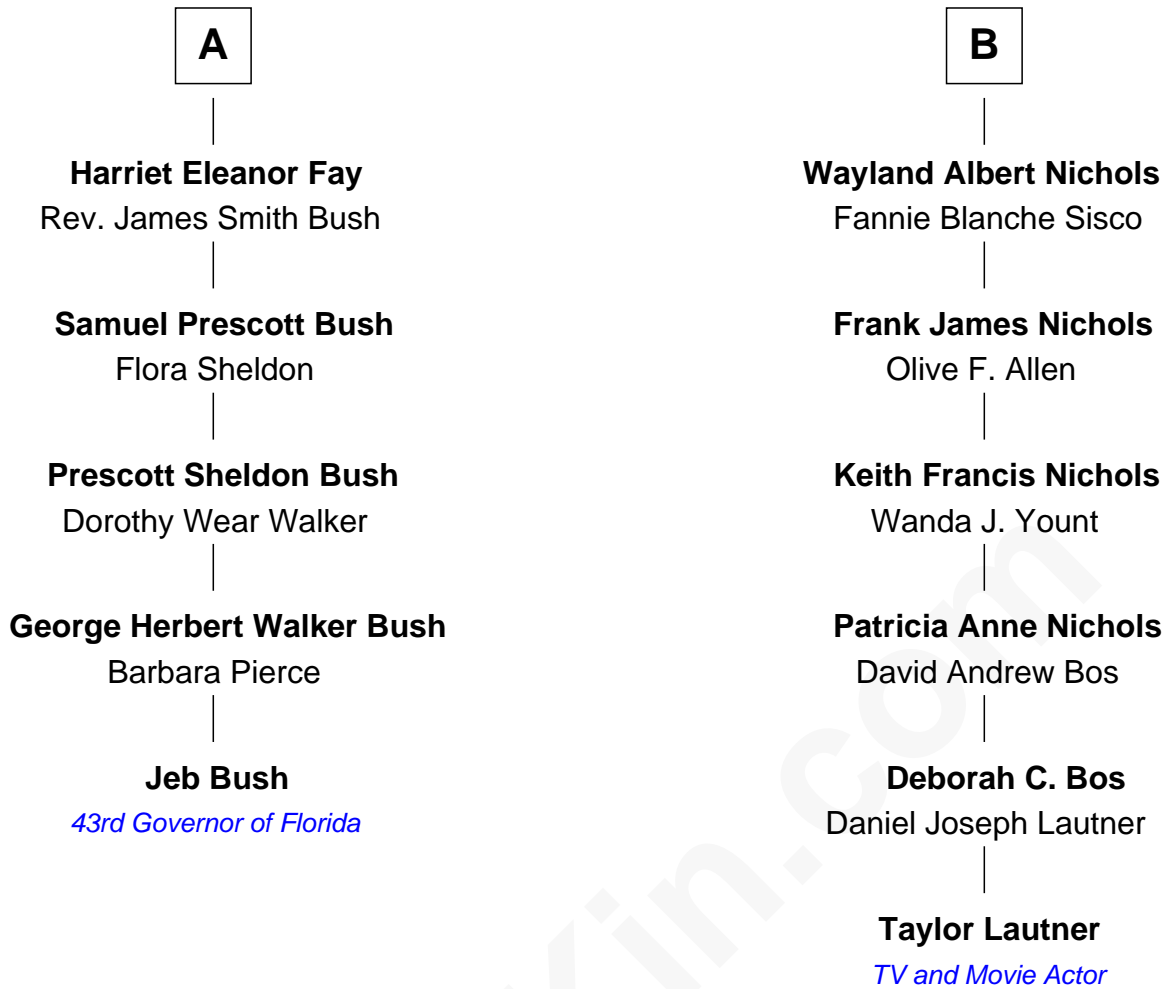 A
Harriet Eleanor Fay
Rev. James Smith Bush
Samuel Prescott Bush
Flora Sheldon
Prescott Sheldon Bush
Dorothy Wear Walker
George Herbert Walker Bush
Barbara Pierce
Jeb Bush
43rd Governor of Florida
B
Wayland Albert Nichols
Fannie Blanche Sisco
Frank James Nichols
Olive F. Allen
Keith Francis Nichols
Wanda J. Yount
Patricia Anne Nichols
David Andrew Bos
Deborah C. Bos
Daniel Joseph Lautner
Taylor Lautner
TV and Movie Actor
Kin.com